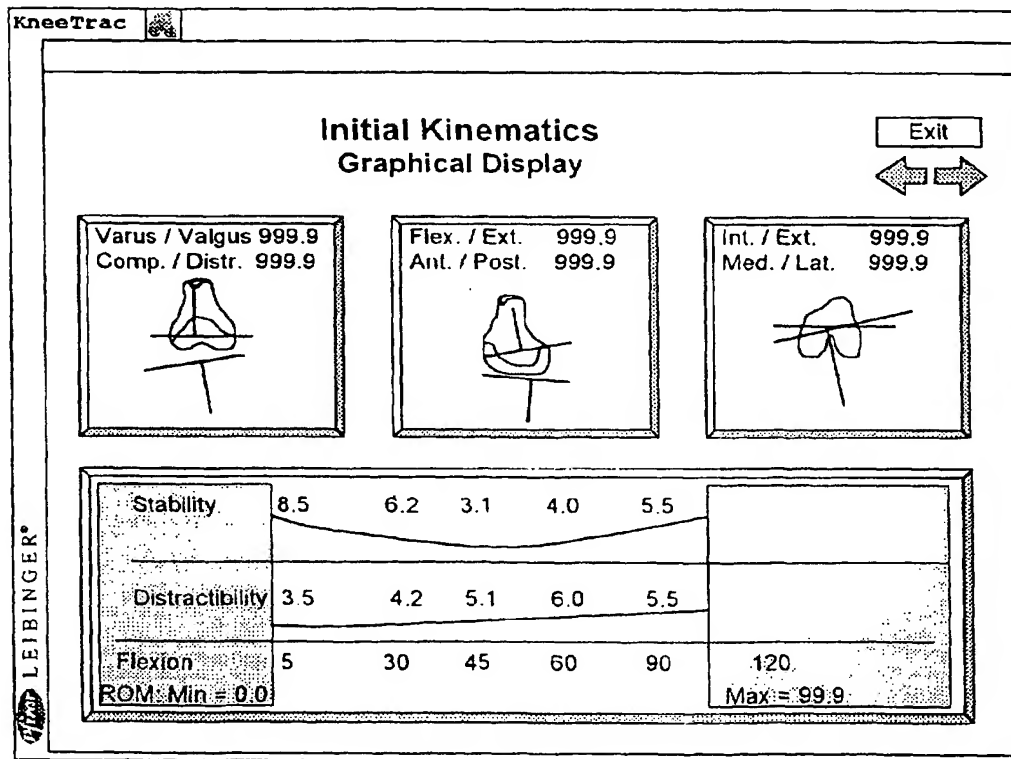 KneeTrac
Initial Kinematics
Graphical Display
Exit
Varus / Valgus 999.9
Comp. / Distr. 999.9
Flex. / Ext. 999.9
Ant. / Post. 999.9
Int. / Ext. 999.9
Med. / Lat. 999.9
Stability 8.5 6.2 3.1 4.0 5.5
Distractibility 3.5 4.2 5.1 6.0 5.5
Flexion 5 30 45 60 90 120
ROM: Min = 0.0 Max = 99.9
LEIBINGER®